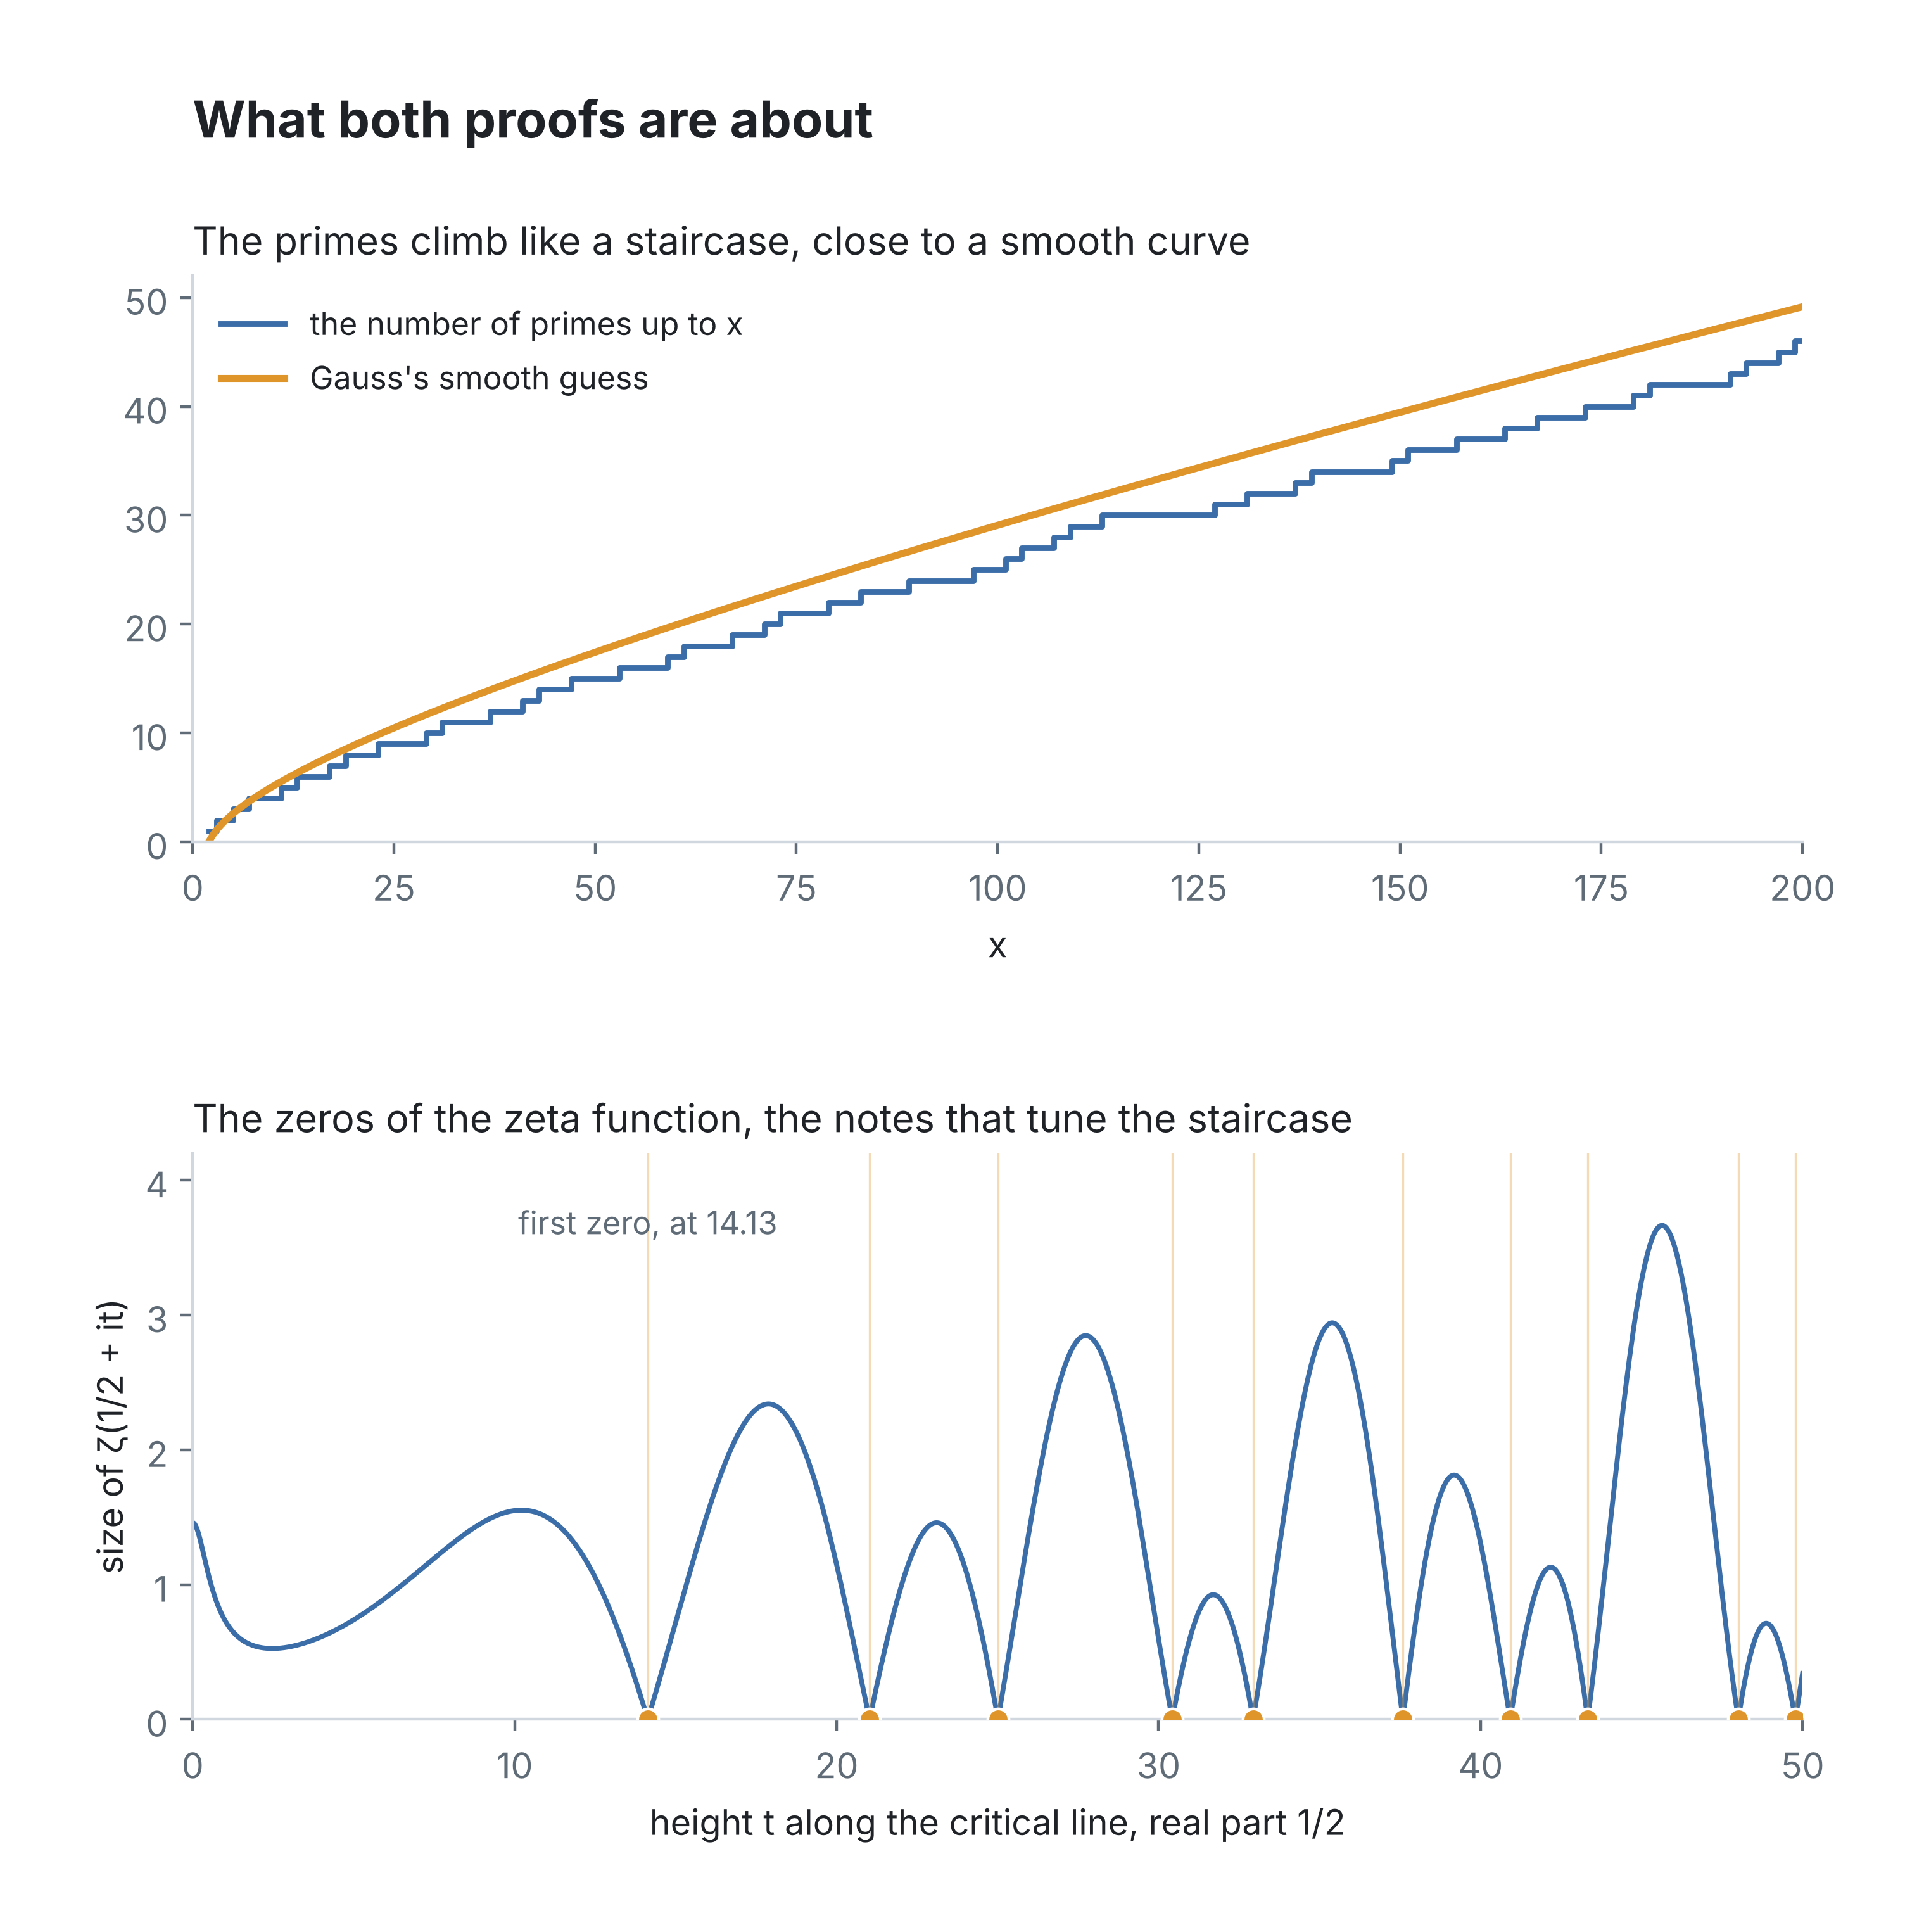 What both proofs are about
The primes climb like a staircase, close to a smooth curve
50
40
30
20
10
0
the number of primes up to x
Gauss's smooth guess
0 25 50 75 100 125 150 175 200
x
The zeros of the zeta function, the notes that tune the staircase
4
3
2
1
0
first zero, at 14.13
size of ζ(1/2 + it)
0 10 20 30 40 50
height t along the critical line, real part 1/2